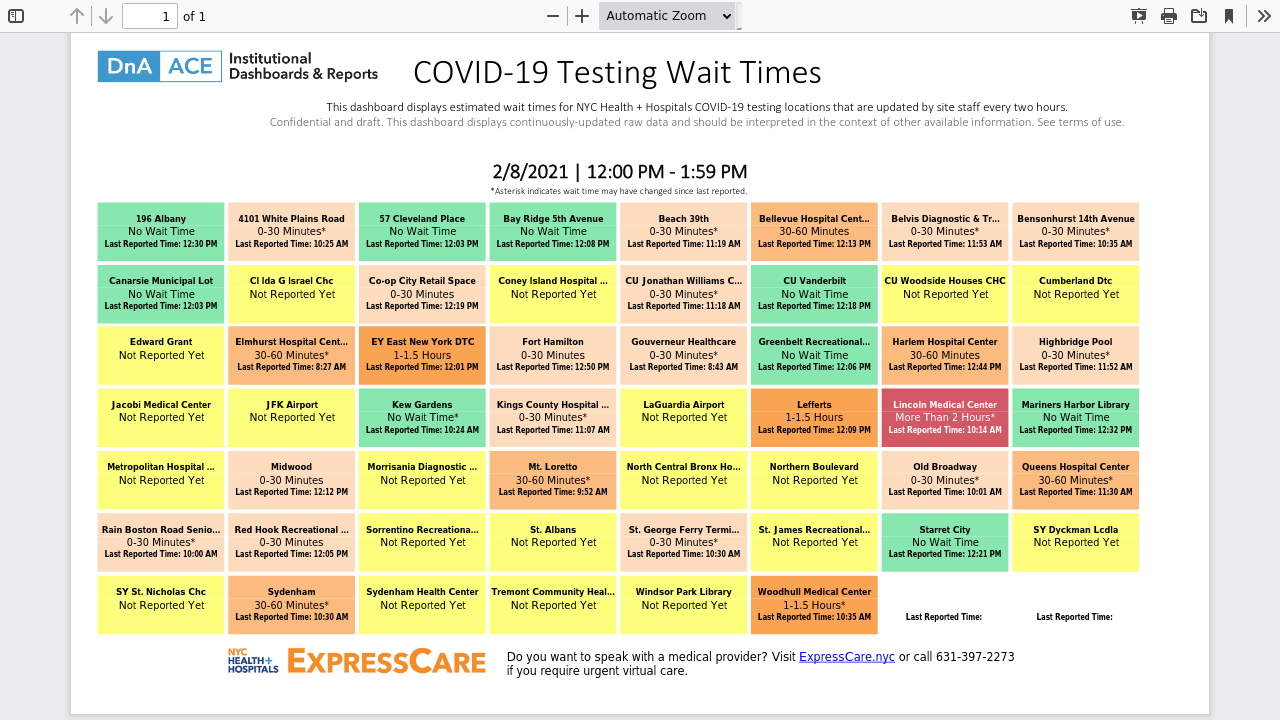 1 of 1 Automatic Zoom
DnA ACE Institutional Dashboards & Reports
COVID-19 Testing Wait Times
This dashboard displays estimated wait times for NYC Health + Hospitals COVID-19 testing locations that are updated by site staff every two hours.
Confidential and draft. This dashboard displays continuously-updated raw data and should be interpreted in the context of other available information. See terms of use.
2/8/2021 | 12:00 PM - 1:59 PM
*Asterisk indicates wait time may have changed since last reported.
196 Albany
No Wait Time
Last Reported Time: 12:30 PM
4101 White Plains Road
0-30 Minutes*
Last Reported Time: 10:25 AM
57 Cleveland Place
No Wait Time
Last Reported Time: 12:03 PM
Bay Ridge 5th Avenue
No Wait Time
Last Reported Time: 12:08 PM
Beach 39th
0-30 Minutes*
Last Reported Time: 11:19 AM
Bellevue Hospital Cent...
30-60 Minutes
Last Reported Time: 12:13 PM
Belvis Diagnostic & Tr...
0-30 Minutes*
Last Reported Time: 11:53 AM
Bensonhurst 14th Avenue
0-30 Minutes*
Last Reported Time: 10:35 AM
Canarsie Municipal Lot
No Wait Time
Last Reported Time: 12:03 PM
Cl Ida G Israel Chc
Not Reported Yet
Co-op City Retail Space
0-30 Minutes
Last Reported Time: 12:19 PM
Coney Island Hospital ...
Not Reported Yet
CU Jonathan Williams C...
0-30 Minutes*
Last Reported Time: 11:18 AM
CU Vanderbilt
No Wait Time
Last Reported Time: 12:18 PM
CU Woodside Houses CHC
Not Reported Yet
Cumberland Dtc
Not Reported Yet
Edward Grant
Not Reported Yet
Elmhurst Hospital Cent...
30-60 Minutes*
Last Reported Time: 8:27 AM
EY East New York DTC
1-1.5 Hours
Last Reported Time: 12:01 PM
Fort Hamilton
0-30 Minutes
Last Reported Time: 12:50 PM
Gouverneur Healthcare
0-30 Minutes*
Last Reported Time: 8:43 AM
Greenbelt Recreational...
No Wait Time
Last Reported Time: 12:06 PM
Harlem Hospital Center
30-60 Minutes
Last Reported Time: 12:44 PM
Highbridge Pool
0-30 Minutes*
Last Reported Time: 11:52 AM
Jacobi Medical Center
Not Reported Yet
JFK Airport
Not Reported Yet
Kew Gardens
No Wait Time*
Last Reported Time: 10:24 AM
Kings County Hospital ...
0-30 Minutes*
Last Reported Time: 11:07 AM
LaGuardia Airport
Not Reported Yet
Lefferts
1-1.5 Hours
Last Reported Time: 12:09 PM
Lincoln Medical Center
More Than 2 Hours*
Last Reported Time: 10:14 AM
Mariners Harbor Library
No Wait Time
Last Reported Time: 12:32 PM
Metropolitan Hospital ...
Not Reported Yet
Midwood
0-30 Minutes
Last Reported Time: 12:12 PM
Morrisania Diagnostic ...
Not Reported Yet
Mt. Loretto
30-60 Minutes*
Last Reported Time: 9:52 AM
North Central Bronx Ho...
Not Reported Yet
Northern Boulevard
Not Reported Yet
Old Broadway
0-30 Minutes*
Last Reported Time: 10:01 AM
Queens Hospital Center
30-60 Minutes*
Last Reported Time: 11:30 AM
Rain Boston Road Senio...
0-30 Minutes*
Last Reported Time: 10:00 AM
Red Hook Recreational ...
0-30 Minutes
Last Reported Time: 12:05 PM
Sorrentino Recreationa...
Not Reported Yet
St. Albans
Not Reported Yet
St. George Ferry Termi...
0-30 Minutes*
Last Reported Time: 10:30 AM
St. James Recreational...
Not Reported Yet
Starret City
No Wait Time
Last Reported Time: 12:21 PM
SY Dyckman Lcdla
Not Reported Yet
SY St. Nicholas Chc
Not Reported Yet
Sydenham
30-60 Minutes*
Last Reported Time: 10:30 AM
Sydenham Health Center
Not Reported Yet
Tremont Community Heal...
Not Reported Yet
Windsor Park Library
Not Reported Yet
Woodhull Medical Center
1-1.5 Hours*
Last Reported Time: 10:35 AM
Last Reported Time:
Last Reported Time:
NYC
HEALTH+
HOSPITALS
EXPRESSCARE
Do you want to speak with a medical provider? Visit ExpressCare.nyc or call 631-397-2273
if you require urgent virtual care.